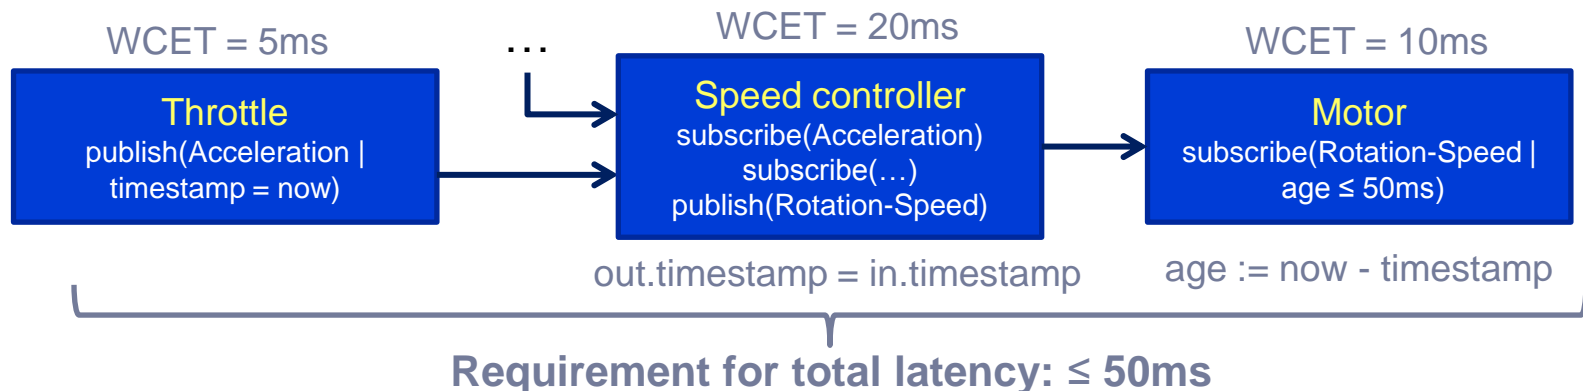 WCET = 5ms
Throttle
publish(Acceleration |
timestamp = now)
...
WCET = 20ms
Speed controller
subscribe(Acceleration)
subscribe(…)
publish(Rotation-Speed)
out.timestamp = in.timestamp
WCET = 10ms
Motor
subscribe(Rotation-Speed |
age ≤ 50ms)
age := now - timestamp
Requirement for total latency: ≤ 50ms